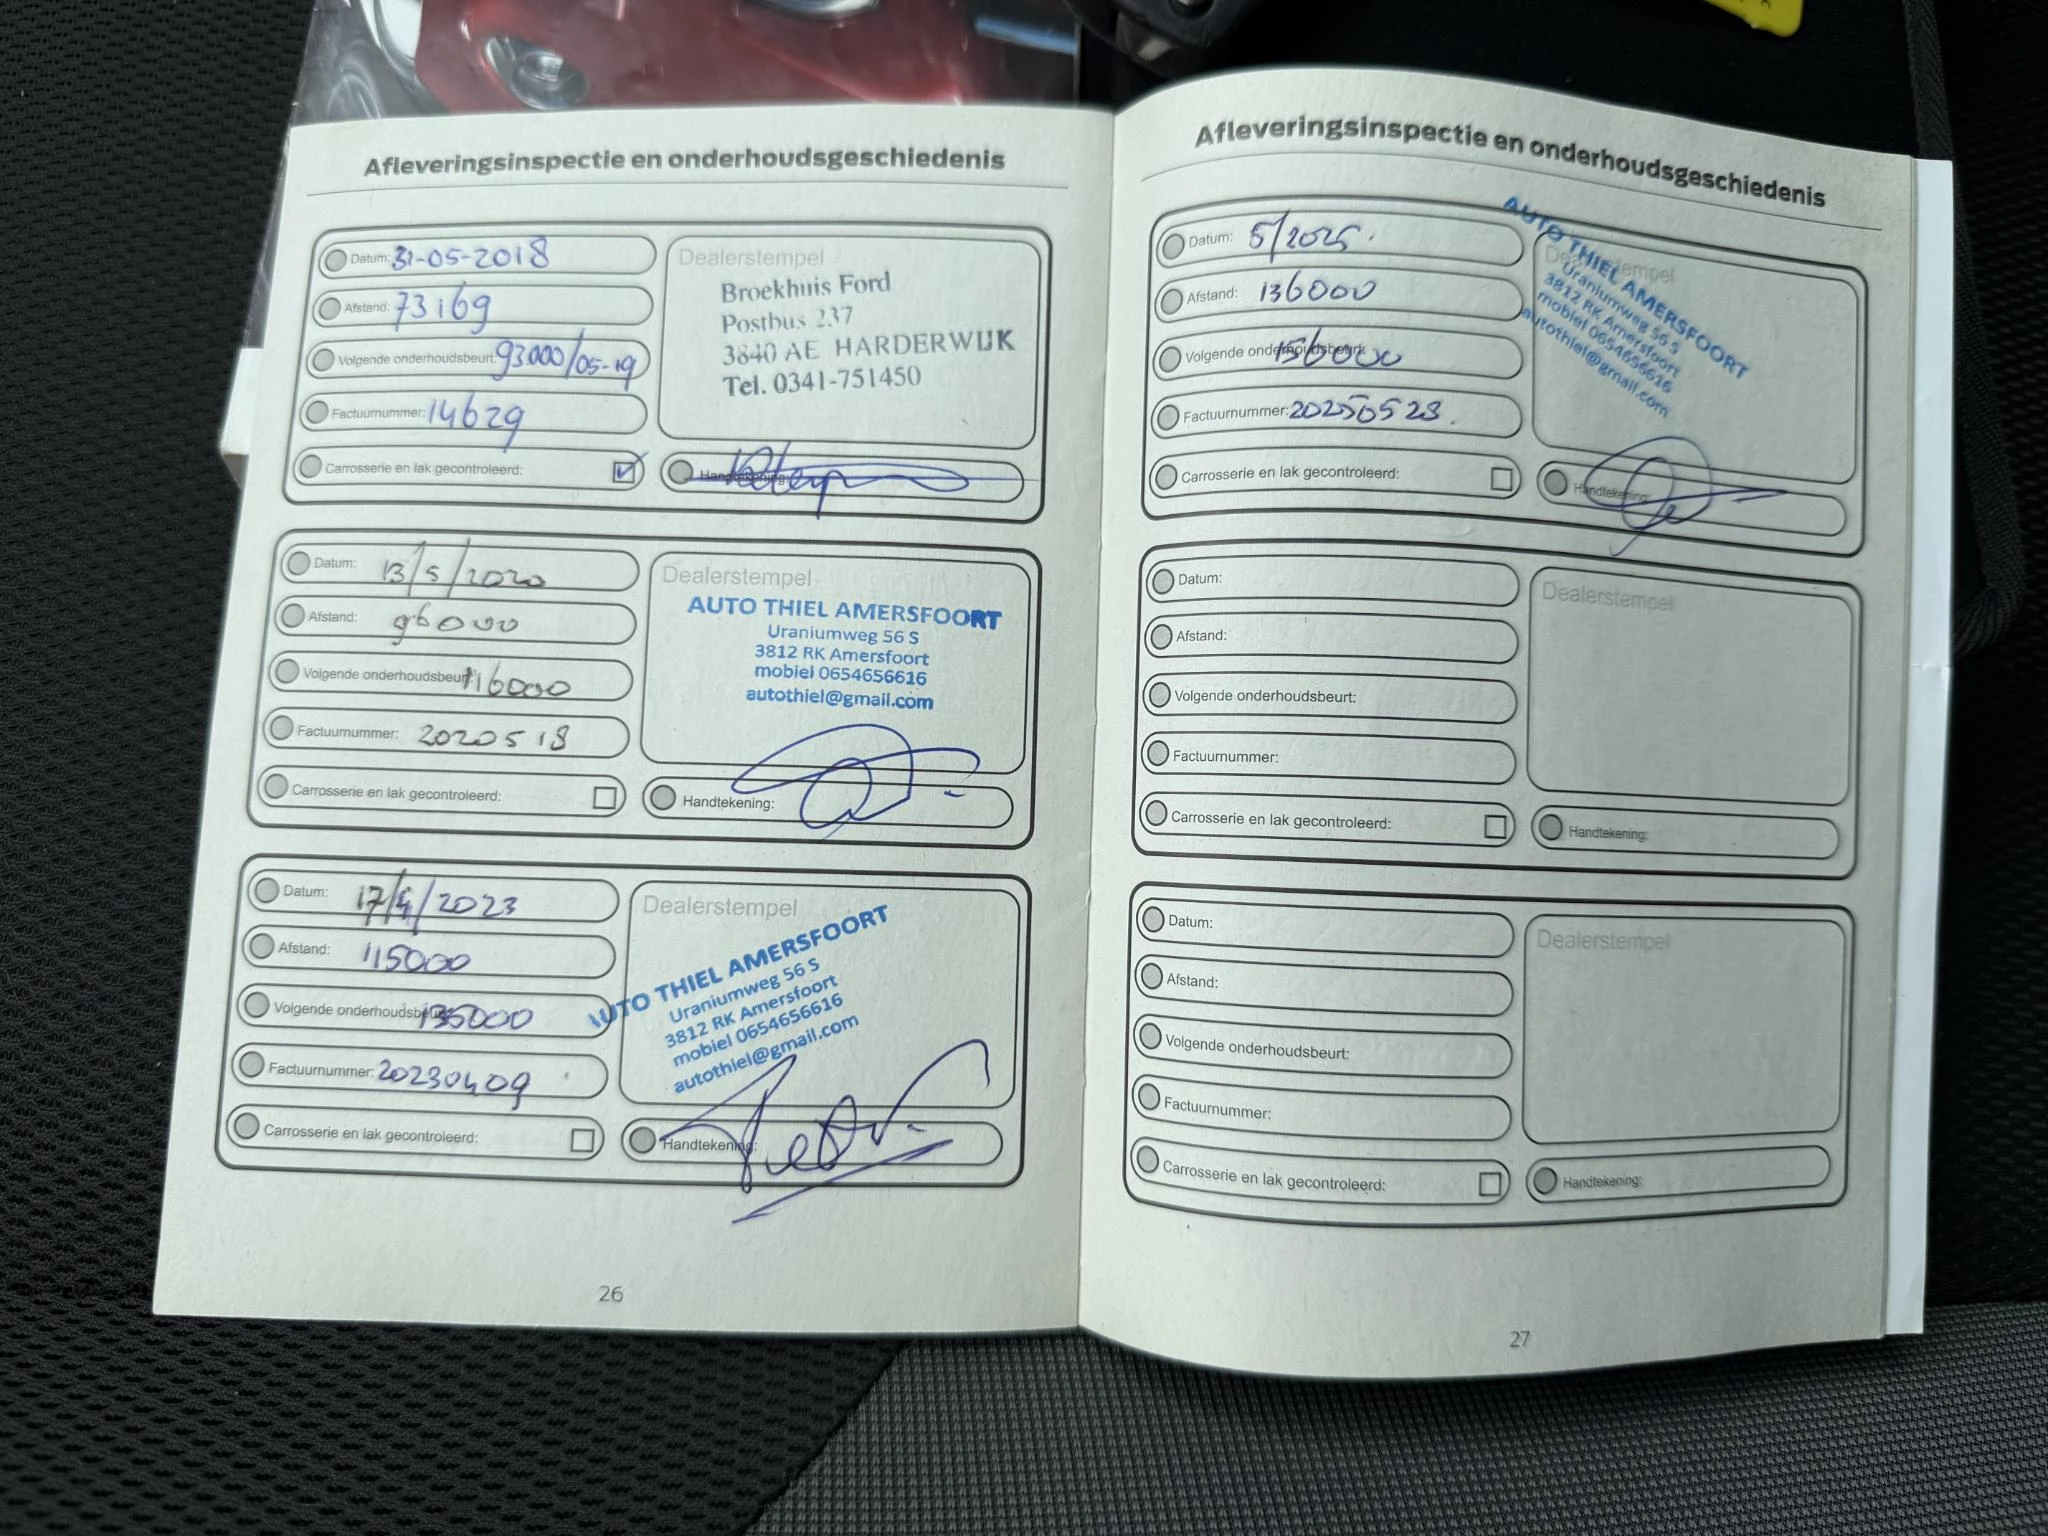 Afleveringsinspectie en onderhoudsgeschiedenis
Datum: 31-05-2018
Afstand: 73169
Volgende onderhoudsbeurt: 93.000/05-19
Factuurnummer: 14629
Carrosserie en lak gecontroleerd:
Dealerstempel
Broekhuis Ford
Postbus 237
3840 AE HARDERWIJK
Tel. 0341-751450
Handtekening:
Datum: 13/5/2020
Afstand: 96000
Volgende onderhoudsbeurt: 116000
Factuurnummer: 2020518
Carrosserie en lak gecontroleerd:
Dealerstempel
AUTO THIEL AMERSFOORT
Uraniumweg 56 S
3812 RK Amersfoort
mobiel 0654656616
autothiel@gmail.com
Handtekening:
Datum: 17/4/2023
Afstand: 115000
Volgende onderhoudsbeurt: 135000
Factuurnummer: 20230409
Carrosserie en lak gecontroleerd:
Dealerstempel
AUTO THIEL AMERSFOORT
Uraniumweg 56 S
3812 RK Amersfoort
mobiel 0654656616
autothiel@gmail.com
Handtekening:
26
Afleveringsinspectie en onderhoudsgeschiedenis
Datum: 5/2025.
Afstand: 136000
Volgende onderhoudsbeurt: 156000
Factuurnummer: 20250523.
Carrosserie en lak gecontroleerd:
Dealerstempel
AUTO THIEL AMERSFOORT
Uraniumweg 56 S
3812 RK Amersfoort
mobiel 0654656616
autothiel@gmail.com
Handtekening:
Datum:
Afstand:
Volgende onderhoudsbeurt:
Factuurnummer:
Carrosserie en lak gecontroleerd:
Dealerstempel
Handtekening:
Datum:
Afstand:
Volgende onderhoudsbeurt:
Factuurnummer:
Carrosserie en lak gecontroleerd:
Dealerstempel
Handtekening:
27